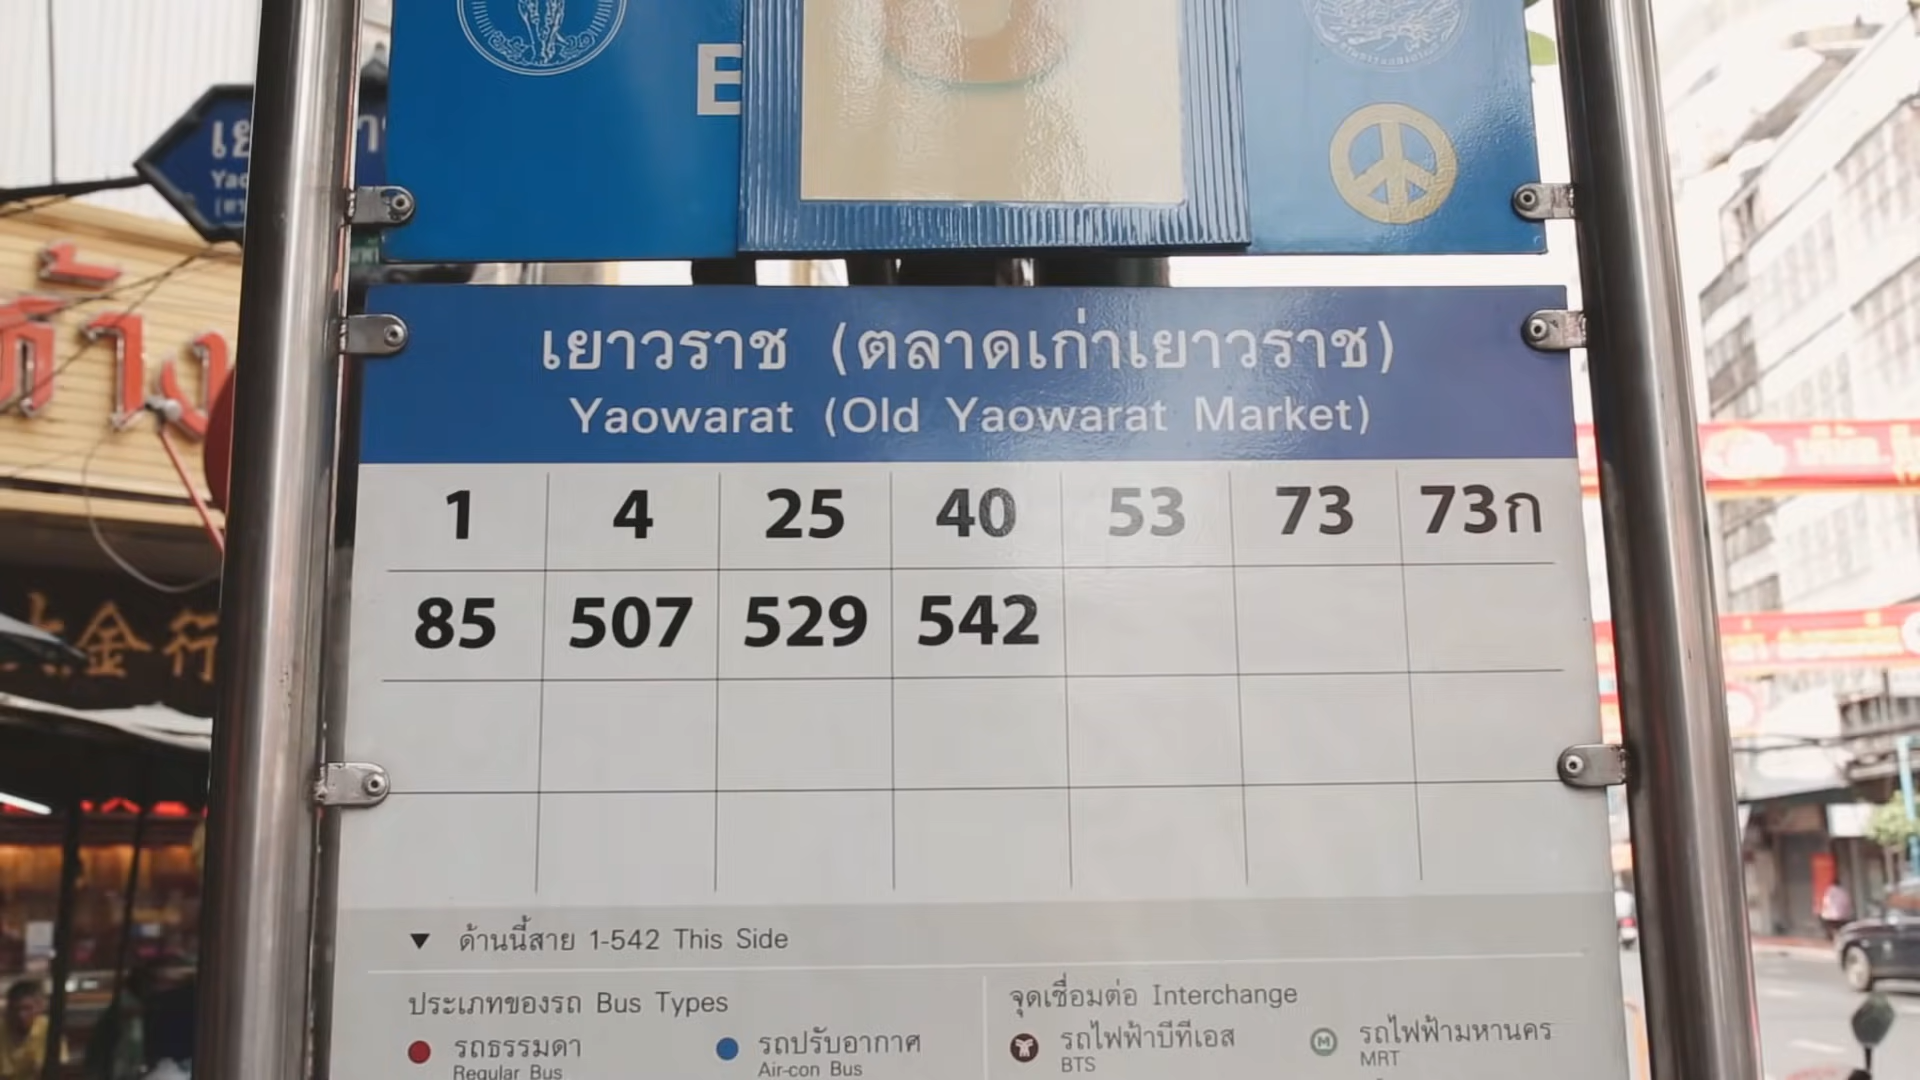 เยาวราช (ตลาดเก่าเยาวราช)
Yaowarat (Old Yaowarat Market)
1 4 25 40 53 73 73ก
85 507 529 542
▼ ด้านนี้สาย 1-542 This Side
ประเภทของรถ Bus Types
รถธรรมดา
Regular Bus
รถปรับอากาศ
Air-con Bus
จุดเชื่อมต่อ Interchange
รถไฟฟ้าบีทีเอส
BTS
รถไฟฟ้ามหานคร
MRT
ห้าง
金行